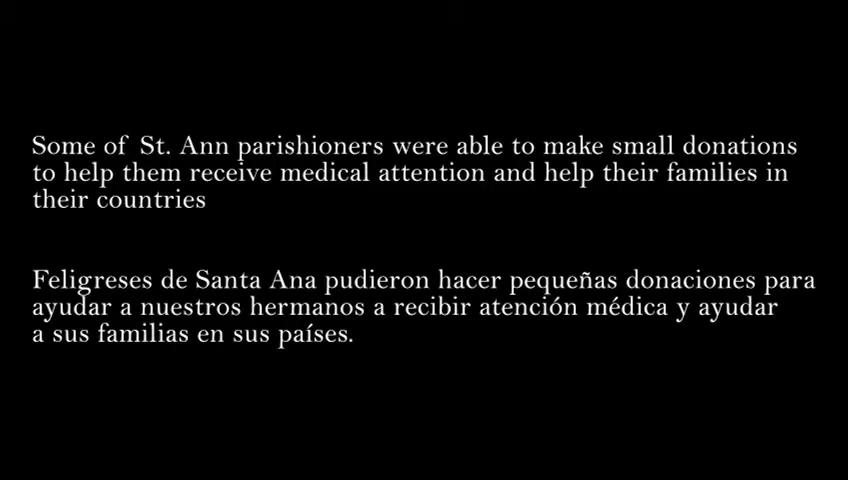 Some of St. Ann parishioners were able to make small donations
to help them receive medical attention and help their families in
their countries
Feligreses de Santa Ana pudieron hacer pequeñas donaciones para
ayudar a nuestros hermanos a recibir atención médica y ayudar
a sus familias en sus países.